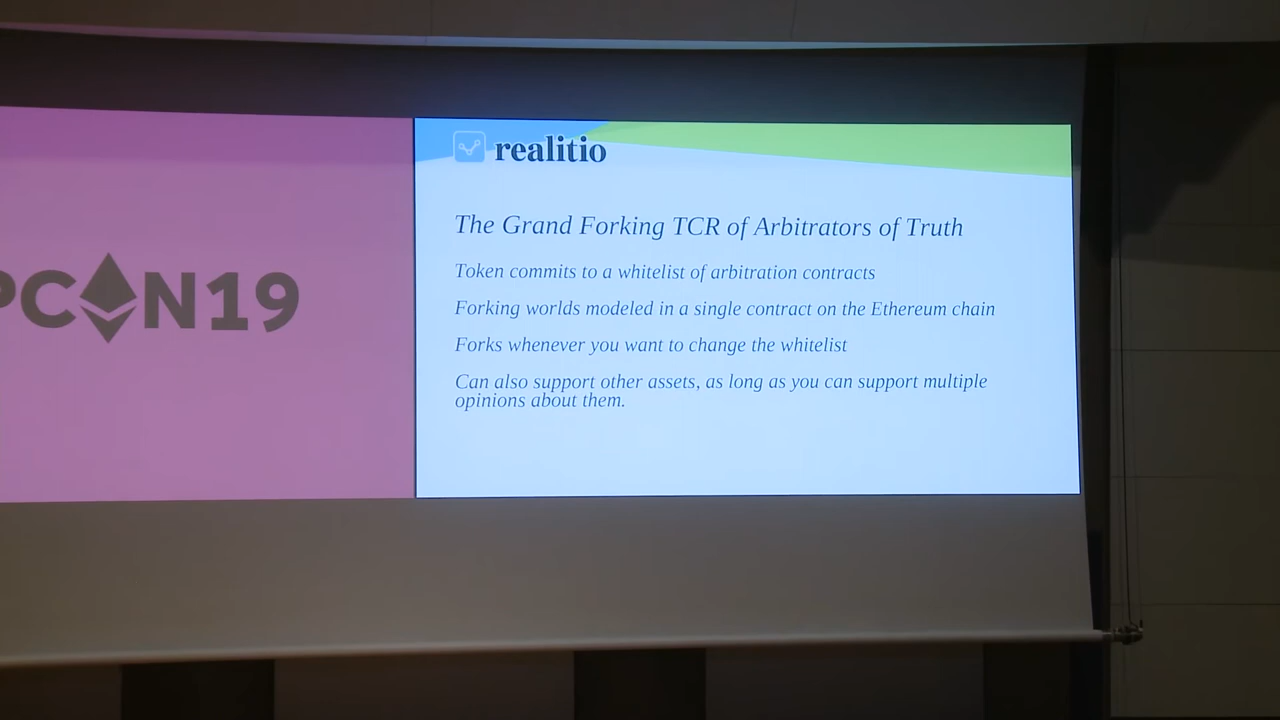 PCON19
realitio
The Grand Forking TCR of Arbitrators of Truth
Token commits to a whitelist of arbitration contracts
Forking worlds modeled in a single contract on the Ethereum chain
Forks whenever you want to change the whitelist
Can also support other assets, as long as you can support multiple
opinions about them.